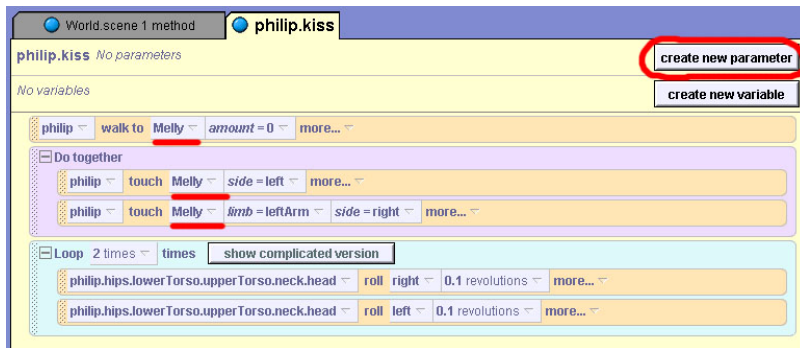 World.scene 1 method philip.kiss
philip.kiss No parameters create new parameter
No variables create new variable
philip walk to Melly amount = 0 more...
Do together
philip touch Melly side = left more...
philip touch Melly limb = leftArm side = right more...
Loop 2 times times show complicated version
philip.hips.lowerTorso.upperTorso.neck.head roll right 0.1 revolutions more...
philip.hips.lowerTorso.upperTorso.neck.head roll left 0.1 revolutions more...